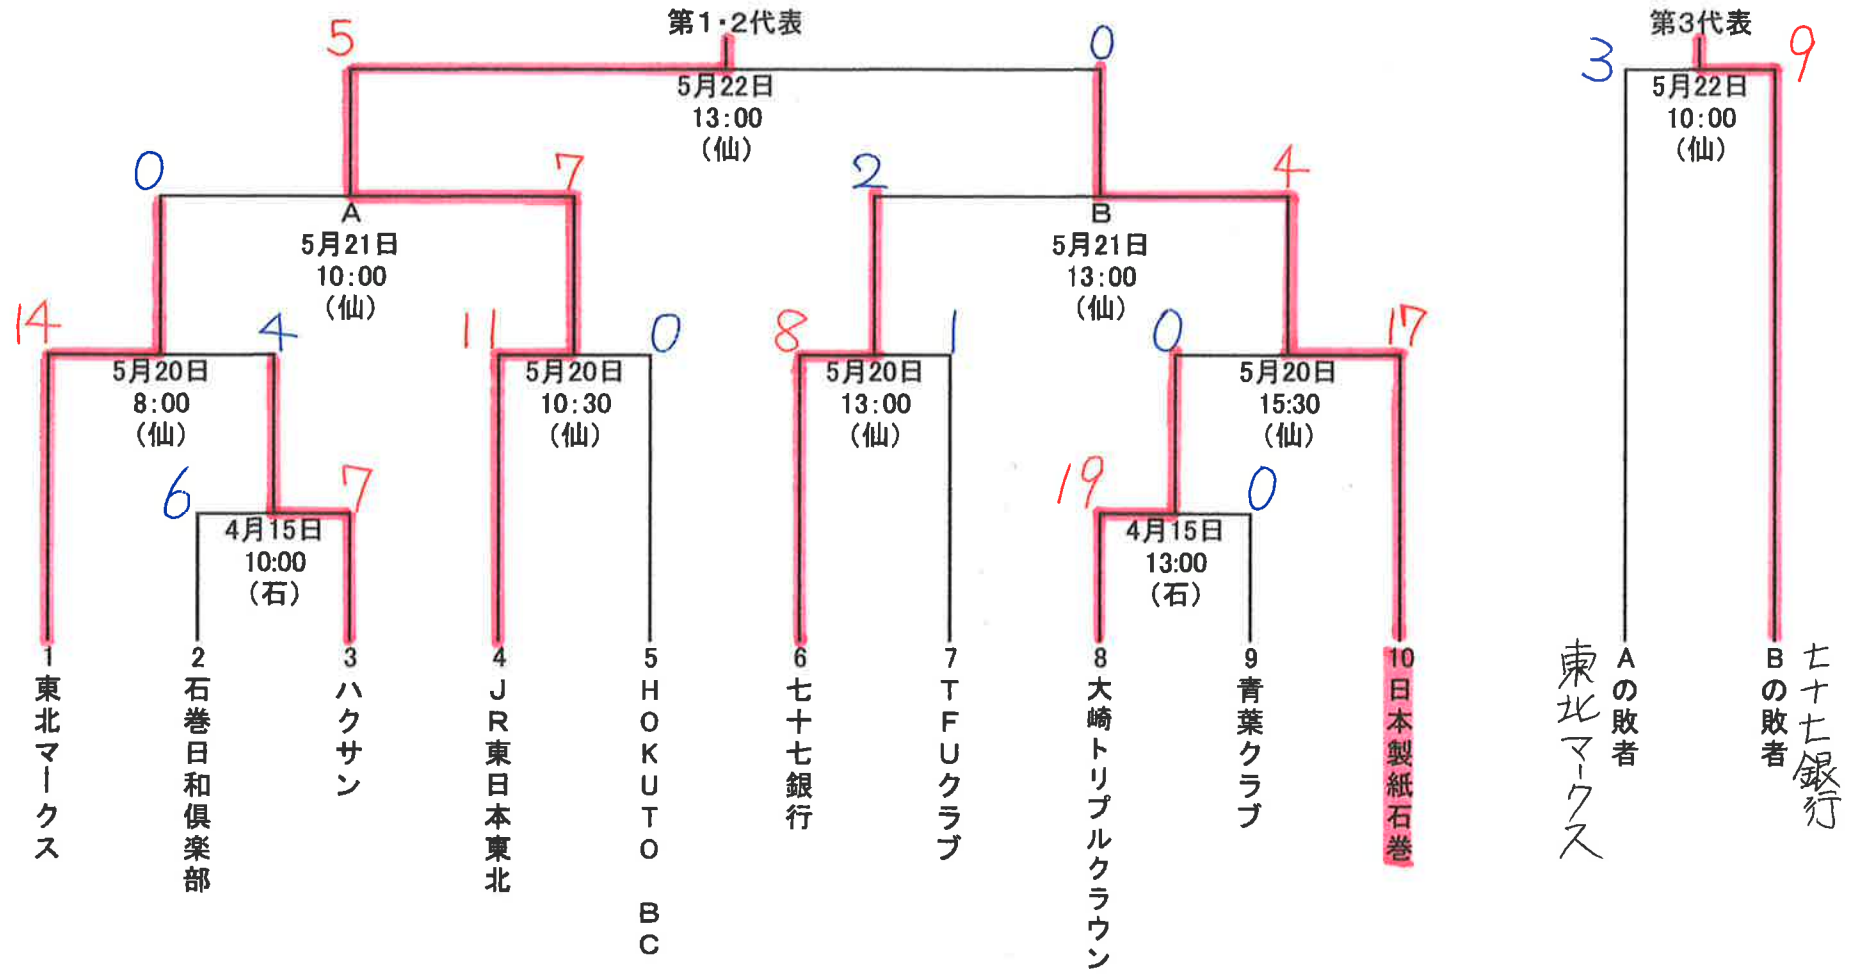 第1・2代表
第3代表
5
0
3
9
5月22日
13:00
(仙)
5月22日
10:00
(仙)
0
7
2
4
A
5月21日
10:00
(仙)
B
5月21日
13:00
(仙)
14
4
11
0
8
1
0
17
5月20日
8:00
(仙)
5月20日
10:30
(仙)
5月20日
13:00
(仙)
5月20日
15:30
(仙)
6
7
19
0
4月15日
10:00
(石)
4月15日
13:00
(石)
1 東北マークス
2 石巻日和倶楽部
3 ハクサン
4 JR東日本東北
5 HOKUTO BC
6 七十七銀行
7 TFUクラブ
8 大崎トリプルクラウン
9 青葉クラブ
10 日本製紙石巻
東北マークス
Aの敗者
Bの敗者
七十七銀行